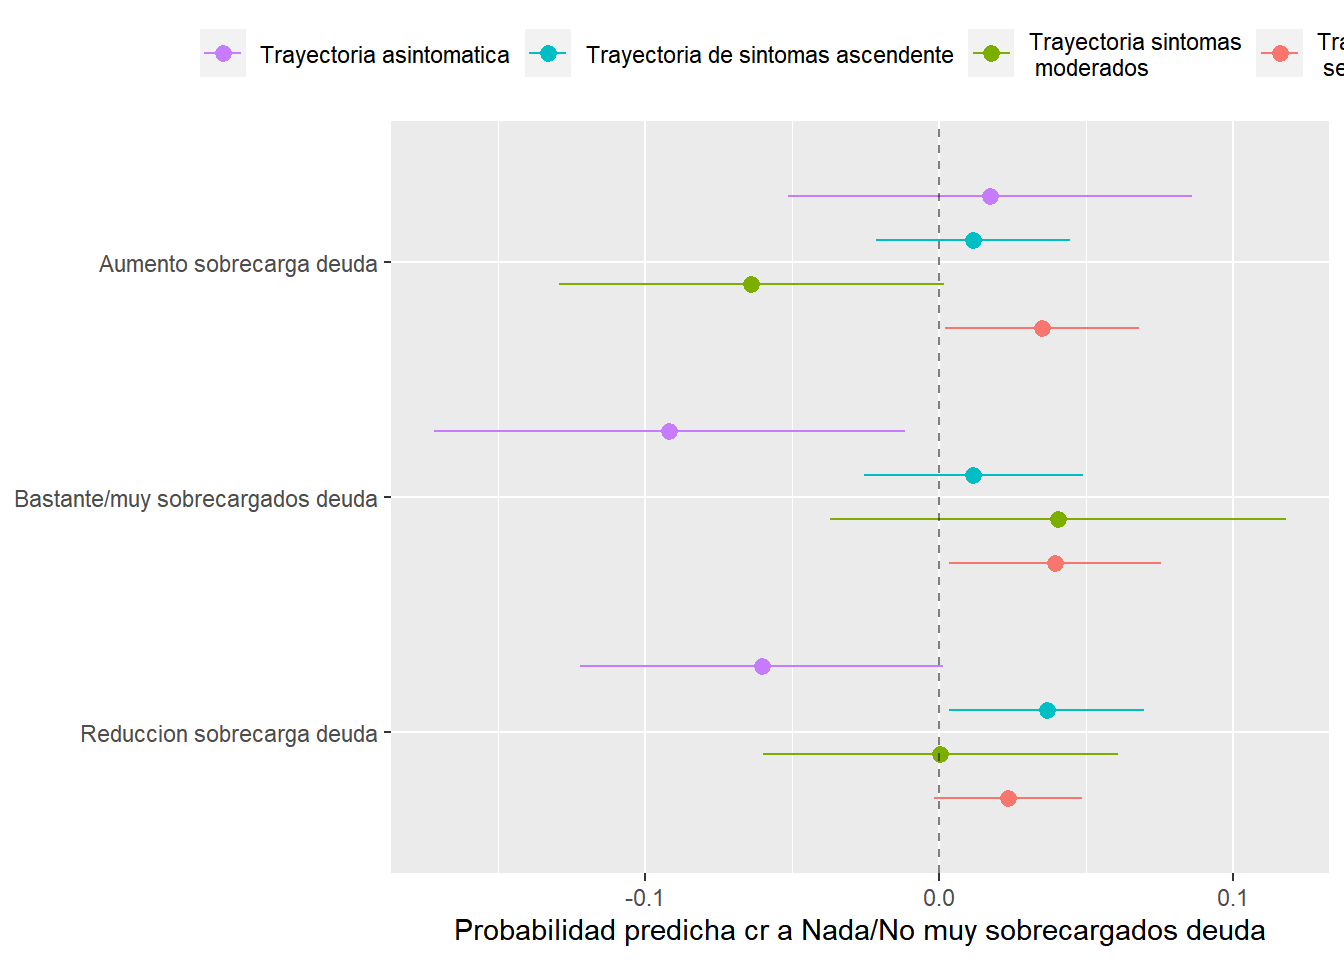 Trayectoria asintomatica
Trayectoria de sintomas ascendente
Trayectoria sintomas
moderados
Aumento sobrecarga deuda
Bastante/muy sobrecargados deuda
Reduccion sobrecarga deuda
-0.1 0.0 0.1
Probabilidad predicha cr a Nada/No muy sobrecargados deuda